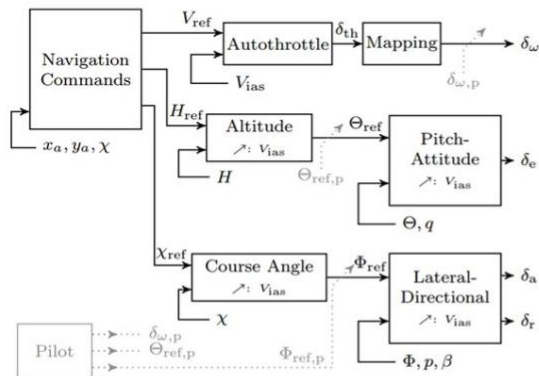 V_ref
Navigation
Commands
Autothrottle
δ_th
Mapping
δ_ω
V_ias
δ_ω,p
H_ref
x_a, y_a, χ
Altitude
↗: V_ias
Θ_ref
Pitch-
Attitude
↗: V_ias
δ_e
H
Θ_ref,p
Θ, q
χ_ref
Course Angle
↗: V_ias
Φ_ref
Lateral-
Directional
↗: V_ias
δ_a
δ_r
χ
Pilot
δ_ω,p
Θ_ref,p
Φ_ref,p
Φ, p, β